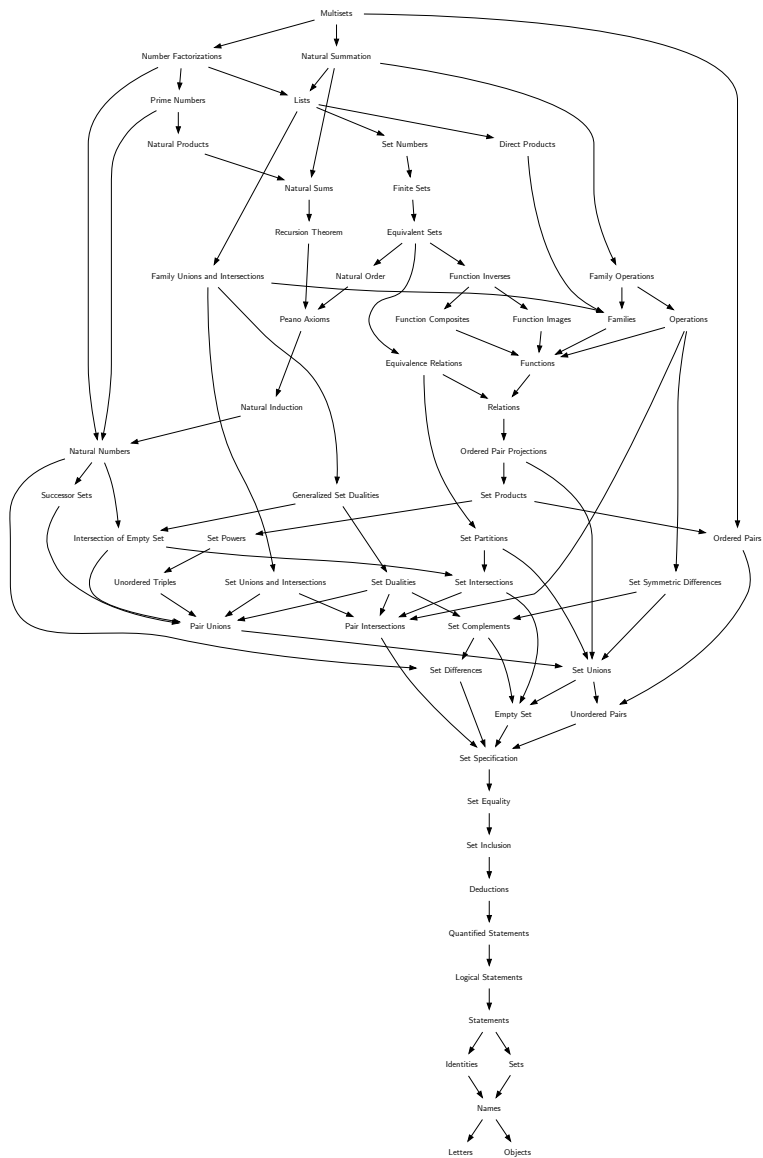 Multisets
Number Factorizations
Natural Summation
Prime Numbers
Lists
Natural Products
Set Numbers
Direct Products
Natural Sums
Finite Sets
Recursion Theorem
Equivalent Sets
Family Unions and Intersections
Natural Order
Function Inverses
Family Operations
Peano Axioms
Function Composites
Function Images
Families
Operations
Equivalence Relations
Functions
Natural Induction
Relations
Natural Numbers
Ordered Pair Projections
Successor Sets
Generalized Set Dualities
Set Products
Intersection of Empty Set
Set Powers
Set Partitions
Ordered Pairs
Unordered Triples
Set Unions and Intersections
Set Dualities
Set Intersections
Set Symmetric Differences
Pair Unions
Pair Intersections
Set Complements
Set Differences
Set Unions
Empty Set
Unordered Pairs
Set Specification
Set Equality
Set Inclusion
Deductions
Quantified Statements
Logical Statements
Statements
Identities
Sets
Names
Letters
Objects